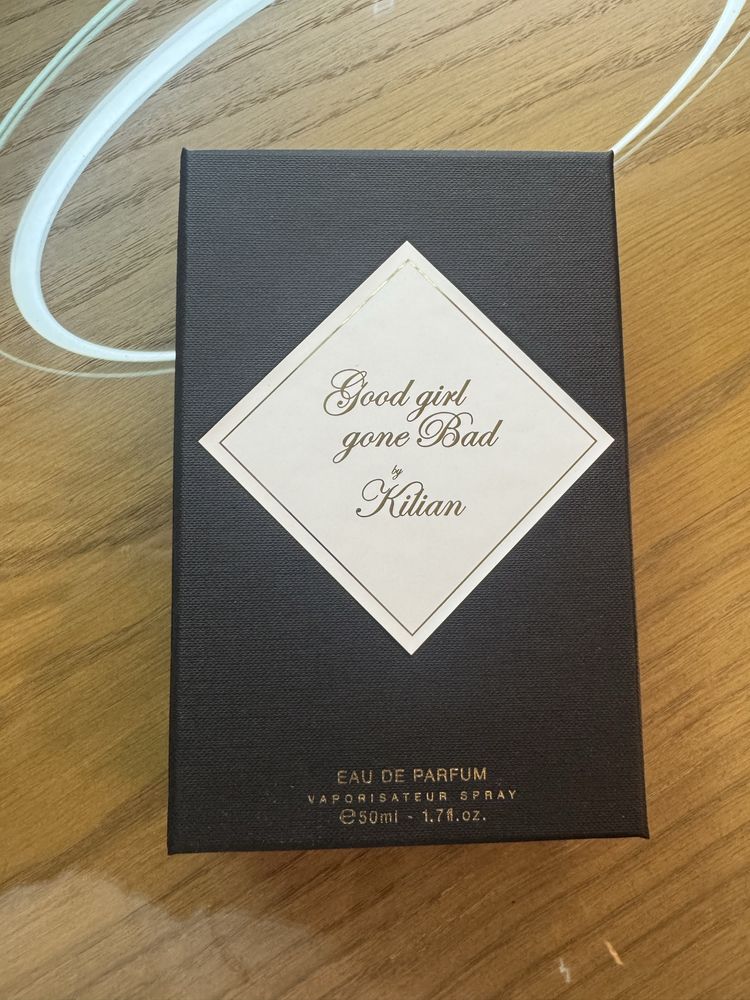 Good girl
gone Bad
by
Kilian
EAU DE PARFUM
VAPORISATEUR SPRAY
℮50ml - 1.7fl.oz.